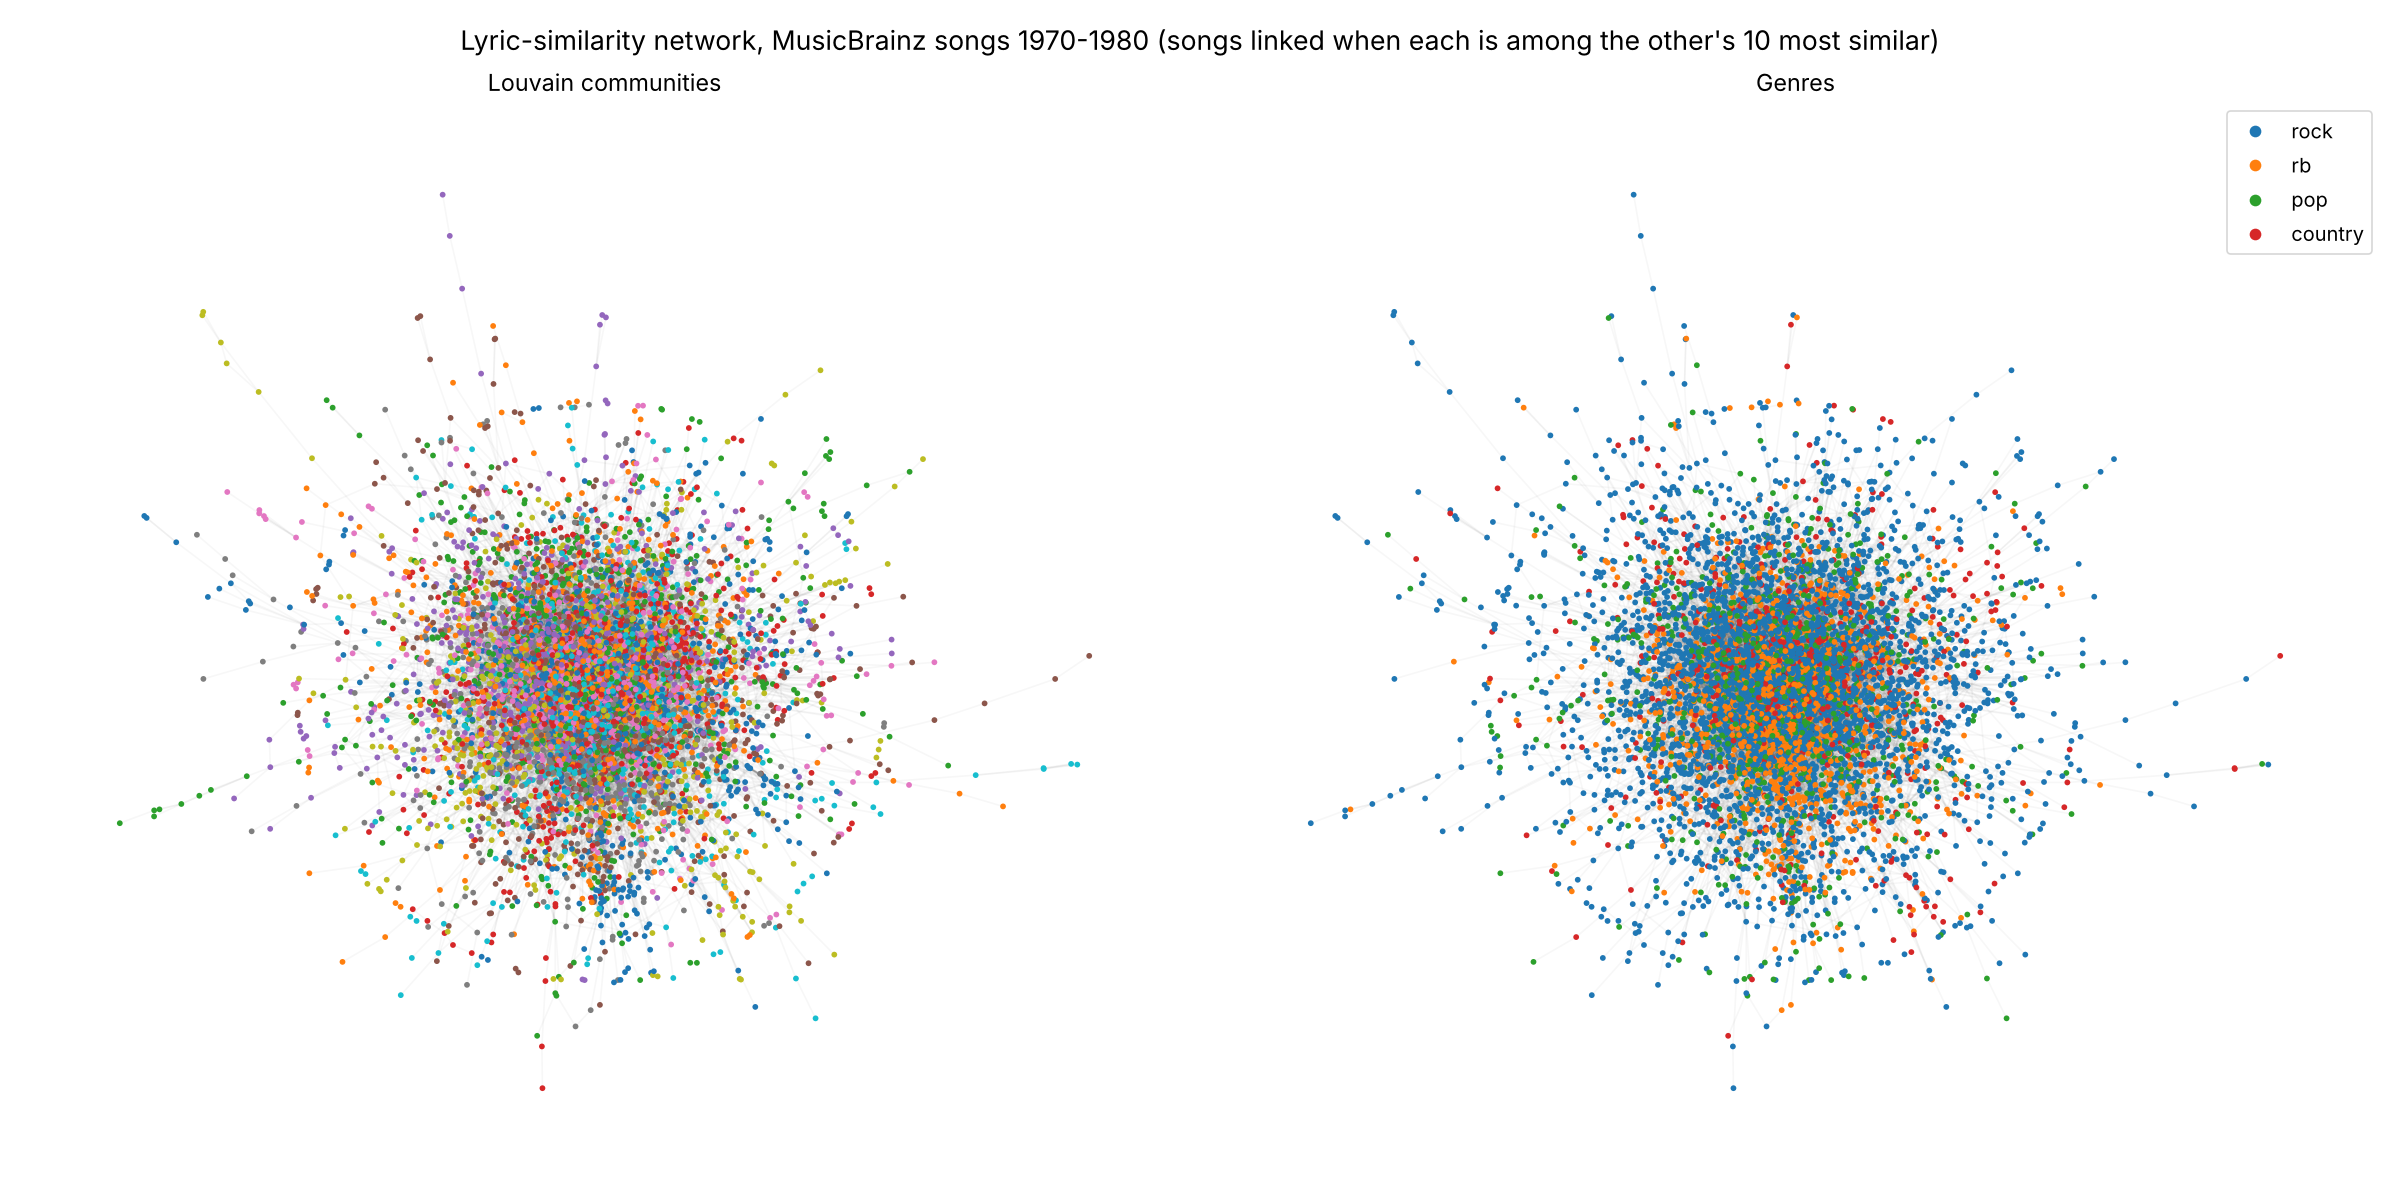 Lyric-similarity network, MusicBrainz songs 1970-1980 (songs linked when each is among the other's 10 most similar)
Louvain communities
Genres
rock
rb
pop
country